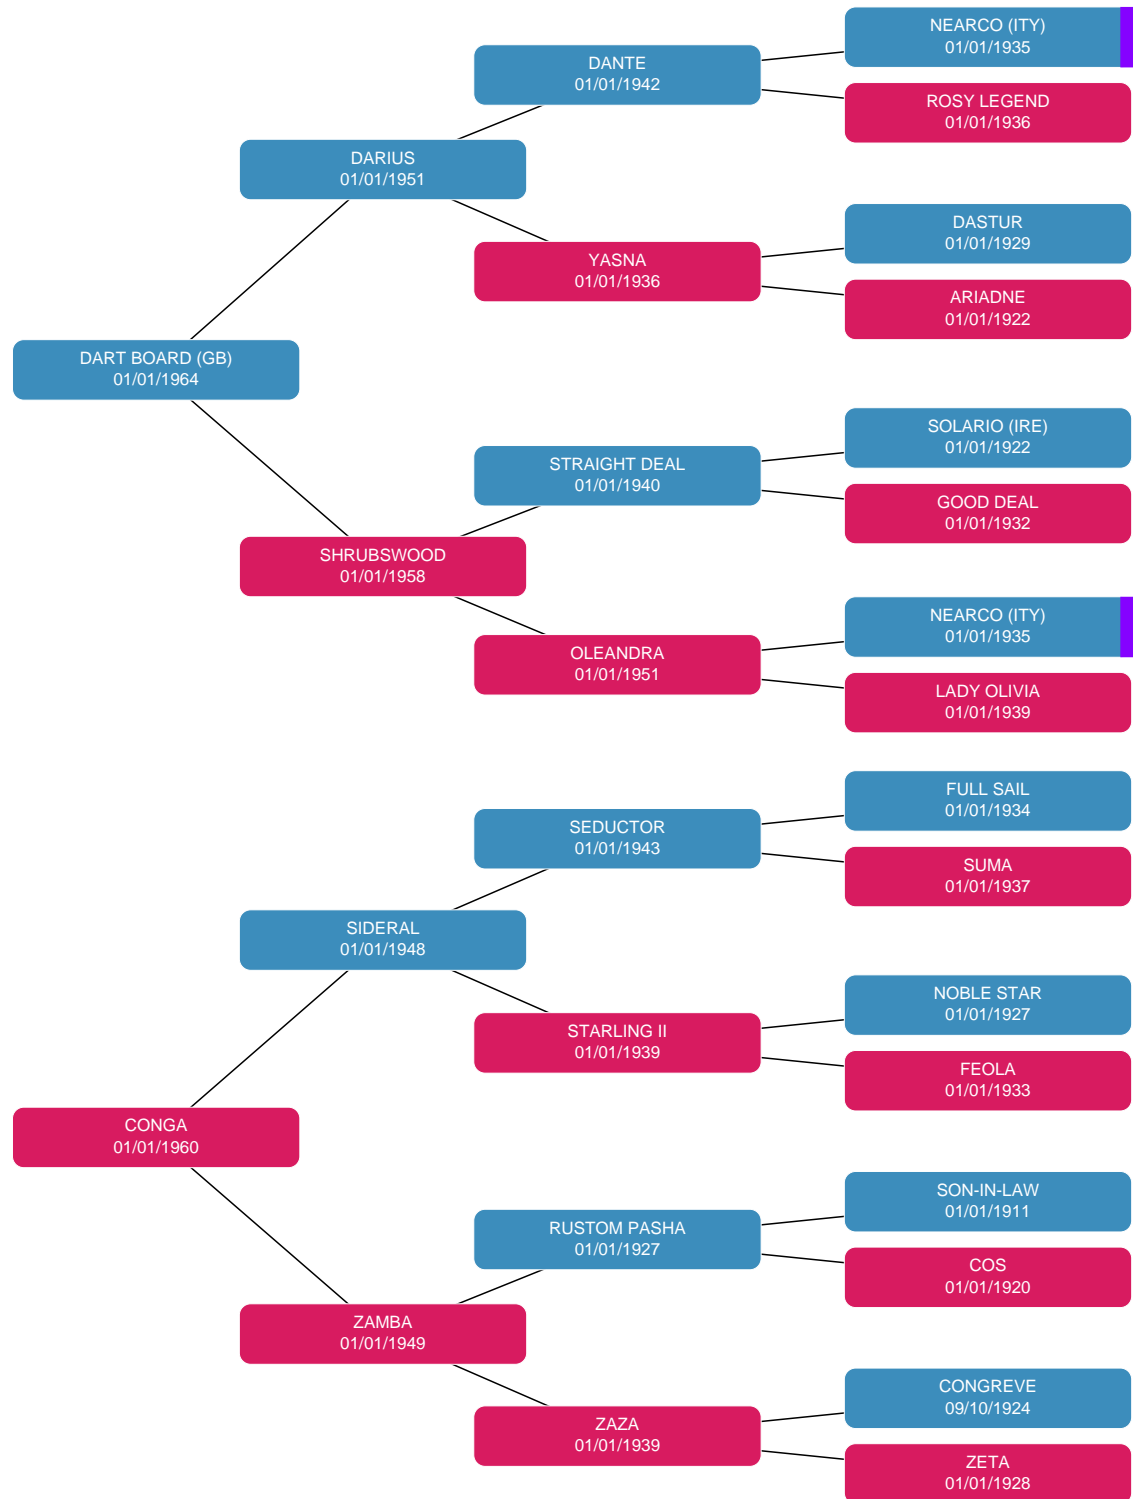 NEARCO (ITY)
01/01/1935
DANTE
01/01/1942
ROSY LEGEND
01/01/1936
DARIUS
01/01/1951
DASTUR
01/01/1929
YASNA
01/01/1936
ARIADNE
01/01/1922
DART BOARD (GB)
01/01/1964
SOLARIO (IRE)
01/01/1922
STRAIGHT DEAL
01/01/1940
GOOD DEAL
01/01/1932
SHRUBSWOOD
01/01/1958
NEARCO (ITY)
01/01/1935
OLEANDRA
01/01/1951
LADY OLIVIA
01/01/1939
FULL SAIL
01/01/1934
SEDUCTOR
01/01/1943
SUMA
01/01/1937
SIDERAL
01/01/1948
NOBLE STAR
01/01/1927
STARLING II
01/01/1939
FEOLA
01/01/1933
CONGA
01/01/1960
SON-IN-LAW
01/01/1911
RUSTOM PASHA
01/01/1927
COS
01/01/1920
ZAMBA
01/01/1949
CONGREVE
09/10/1924
ZAZA
01/01/1939
ZETA
01/01/1928